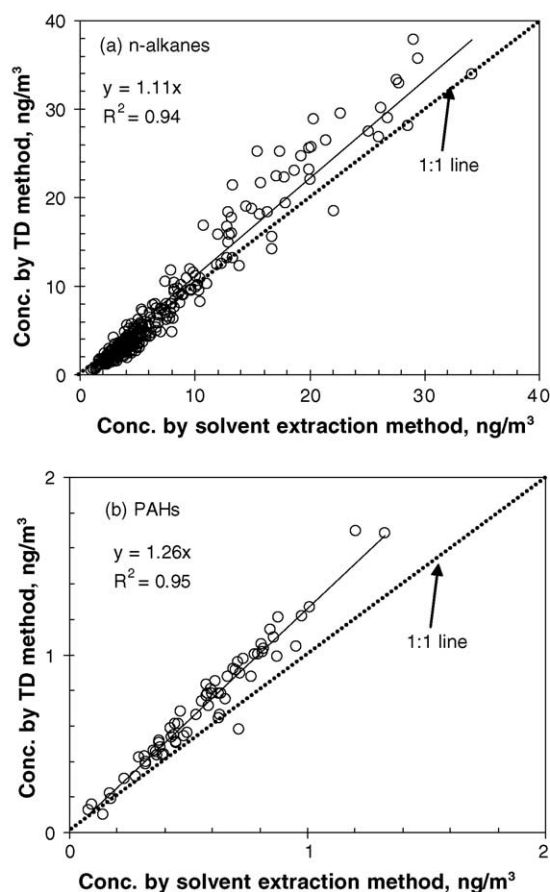 40
(a) n-alkanes
y = 1.11x
R² = 0.94
30
20
10
0
1:1 line
0 10 20 30 40
Conc. by TD method, ng/m³
Conc. by solvent extraction method, ng/m³
2
(b) PAHs
y = 1.26x
R² = 0.95
1:1 line
1
0
0 1 2
Conc. by TD method, ng/m³
Conc. by solvent extraction method, ng/m³